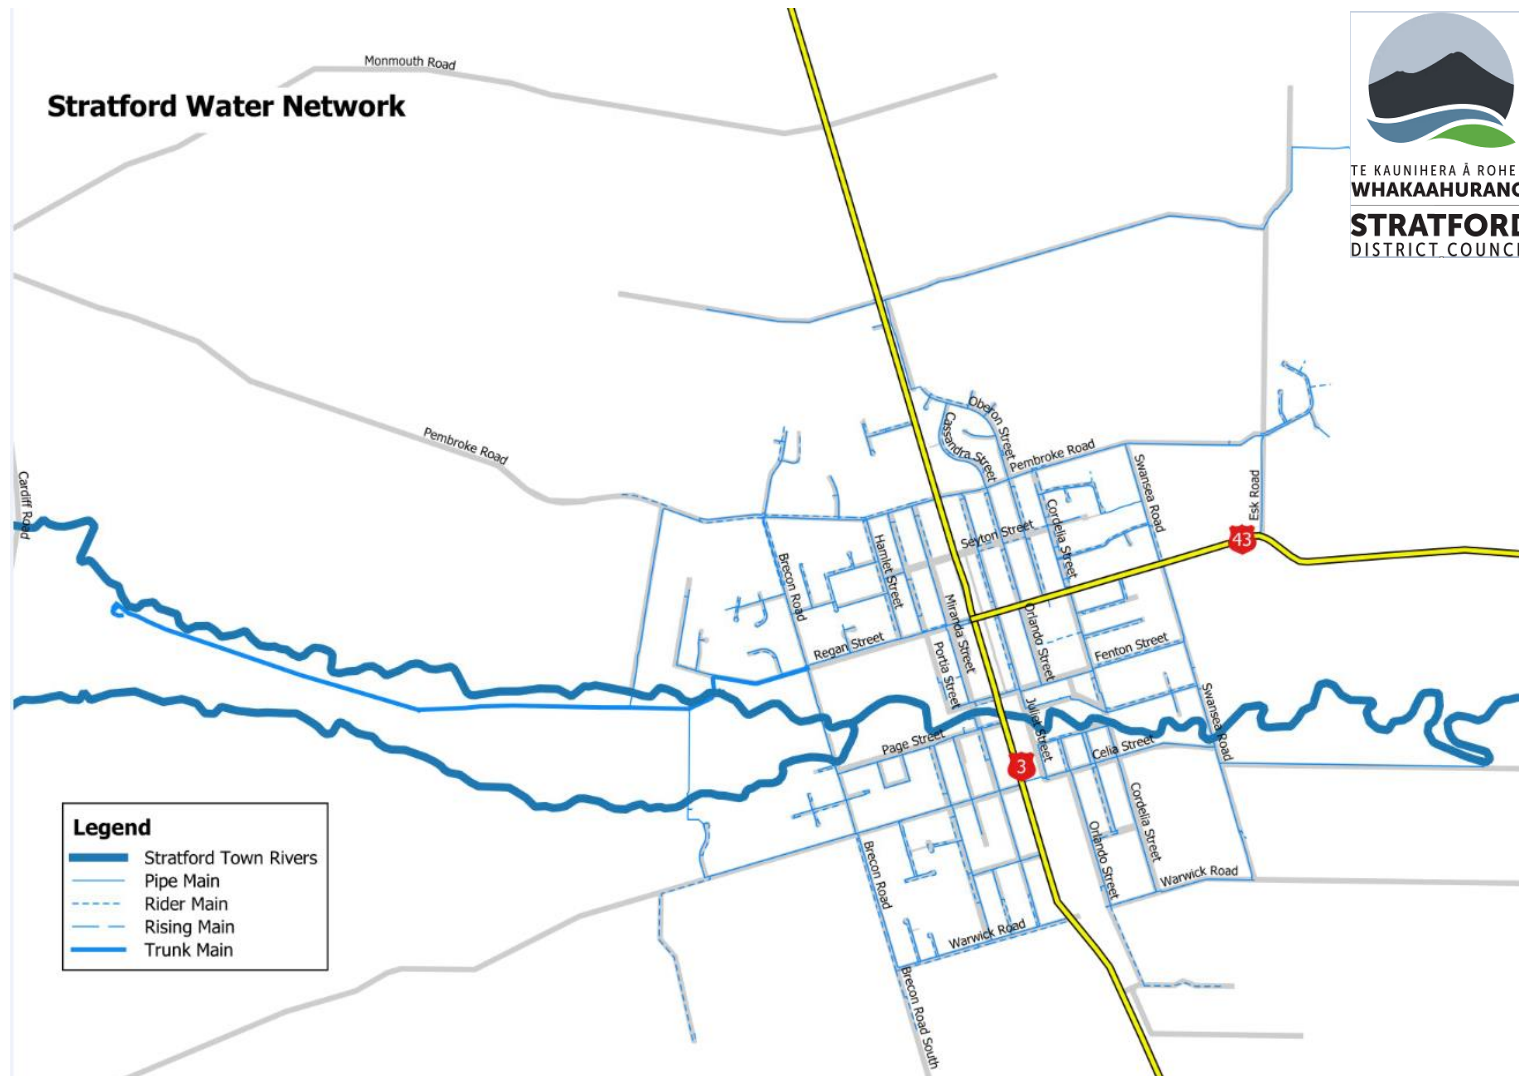 Monmouth Road
Stratford Water Network
TE KAUNIHERA Ā ROHE
WHAKAAHURANG
STRATFORD
DISTRICT COUNCI
Oberon Street
Cassandra Street
Pembroke Road
Pembroke Road
Swansea Road
Esk Road
Cardiff Road
43
Seyton Street
Cordelia Street
Hamlet Street
Brecon Road
Miranda Street
Orlando Street
Regan Street
Portia Street
Fenton Street
Swansea Road
Juliet Street
Page Street
Celia Street
3
Cordelia Street
Orlando Street
Brecon Road
Warwick Road
Warwick Road
Brecon Road South
Legend
Stratford Town Rivers
Pipe Main
Rider Main
Rising Main
Trunk Main